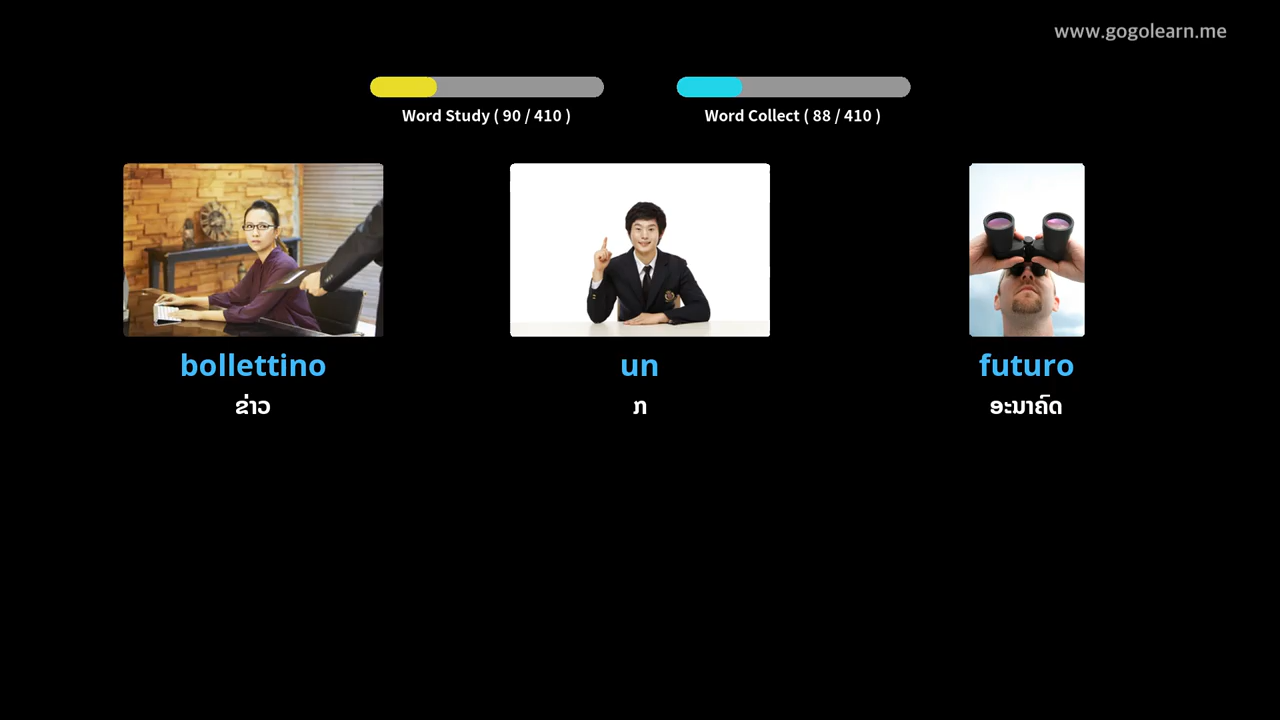 www.gogolearn.me
Word Study ( 90 / 410 )
Word Collect ( 88 / 410 )
bollettino
un
futuro
ຂ່າວ
ກ
ອະນາຄົດ